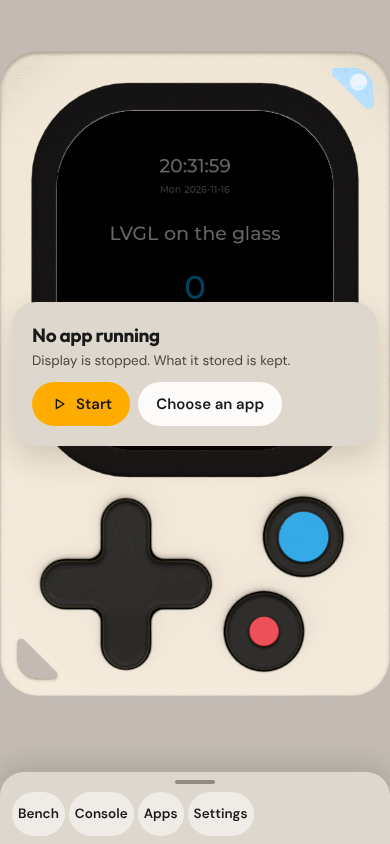 20:31:59
Mon 2026-11-16
LVGL on the glass
0
No app running
Display is stopped. What it stored is kept.
Start
Choose an app
Bench Console Apps Settings